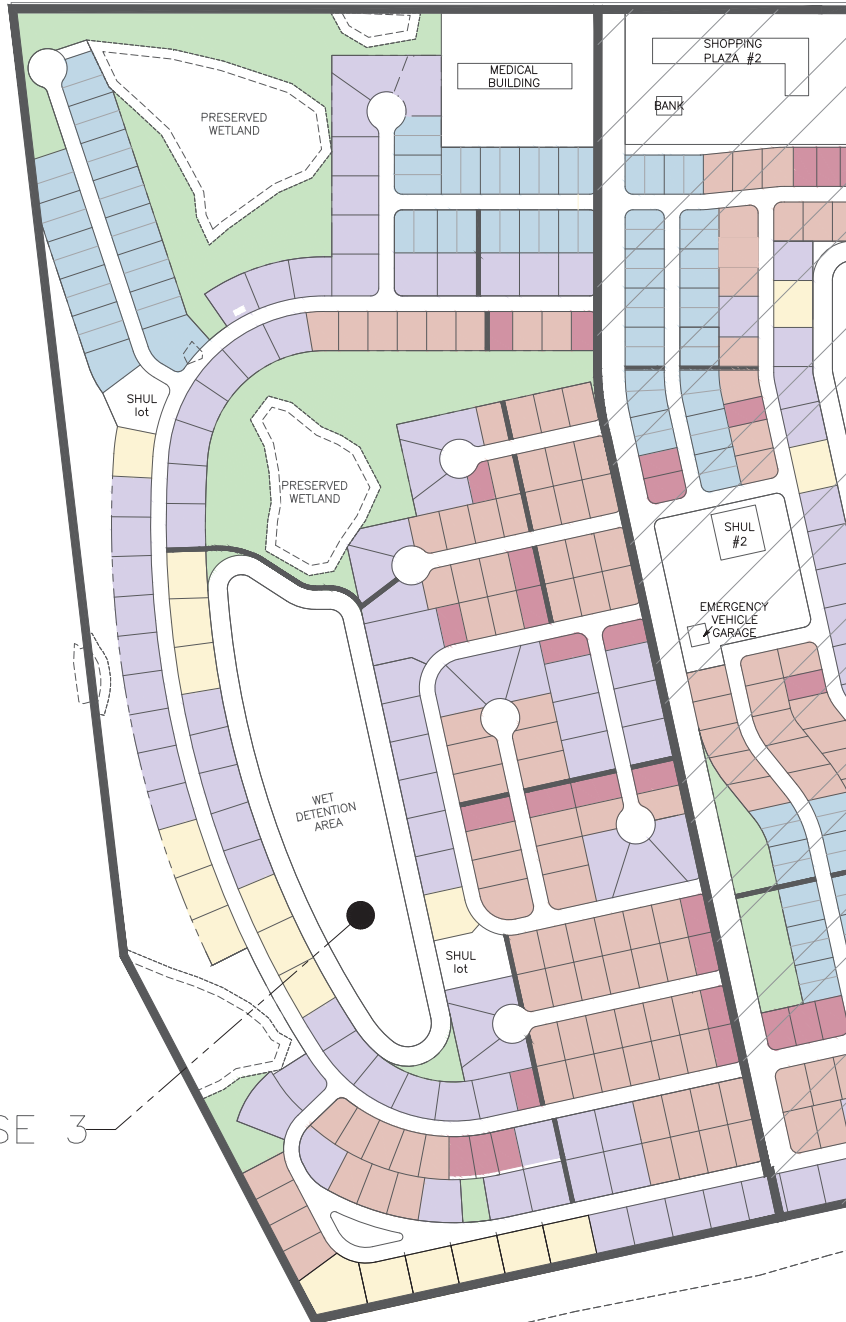 SHOPPING
PLAZA #2
MEDICAL
BUILDING
BANK
PRESERVED
WETLAND
SHUL
lot
PRESERVED
WETLAND
SHUL
#2
EMERGENCY
VEHICLE
GARAGE
WET
DETENTION
AREA
SHUL
lot
SE 3